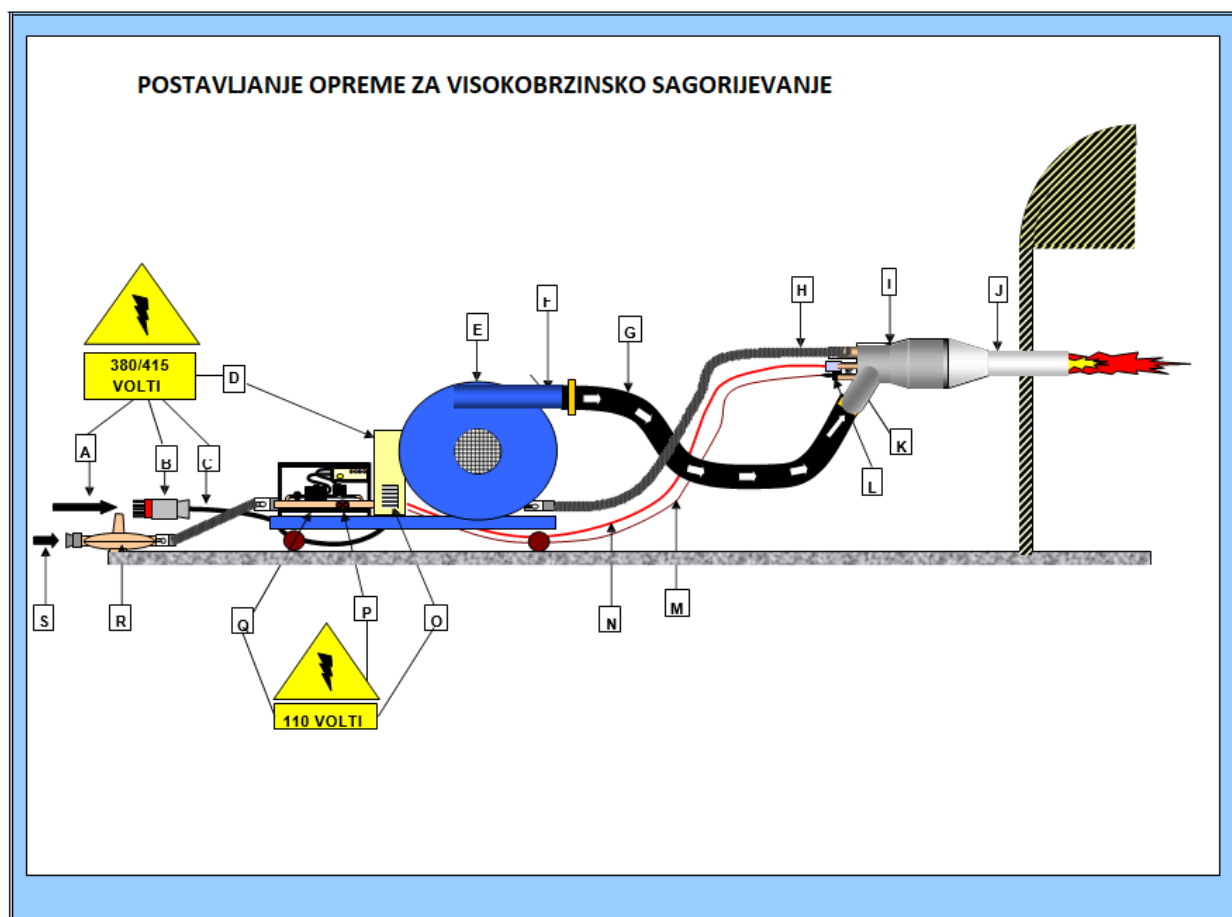 POSTAVLJANJE OPREME ZA VISOKOBRZINSKO SAGORIJEVANJE
H
I
J
F
E
G
380/415
VOLTI
D
A
B
C
K
L
M
N
S
R
Q
P
O
110 VOLTI